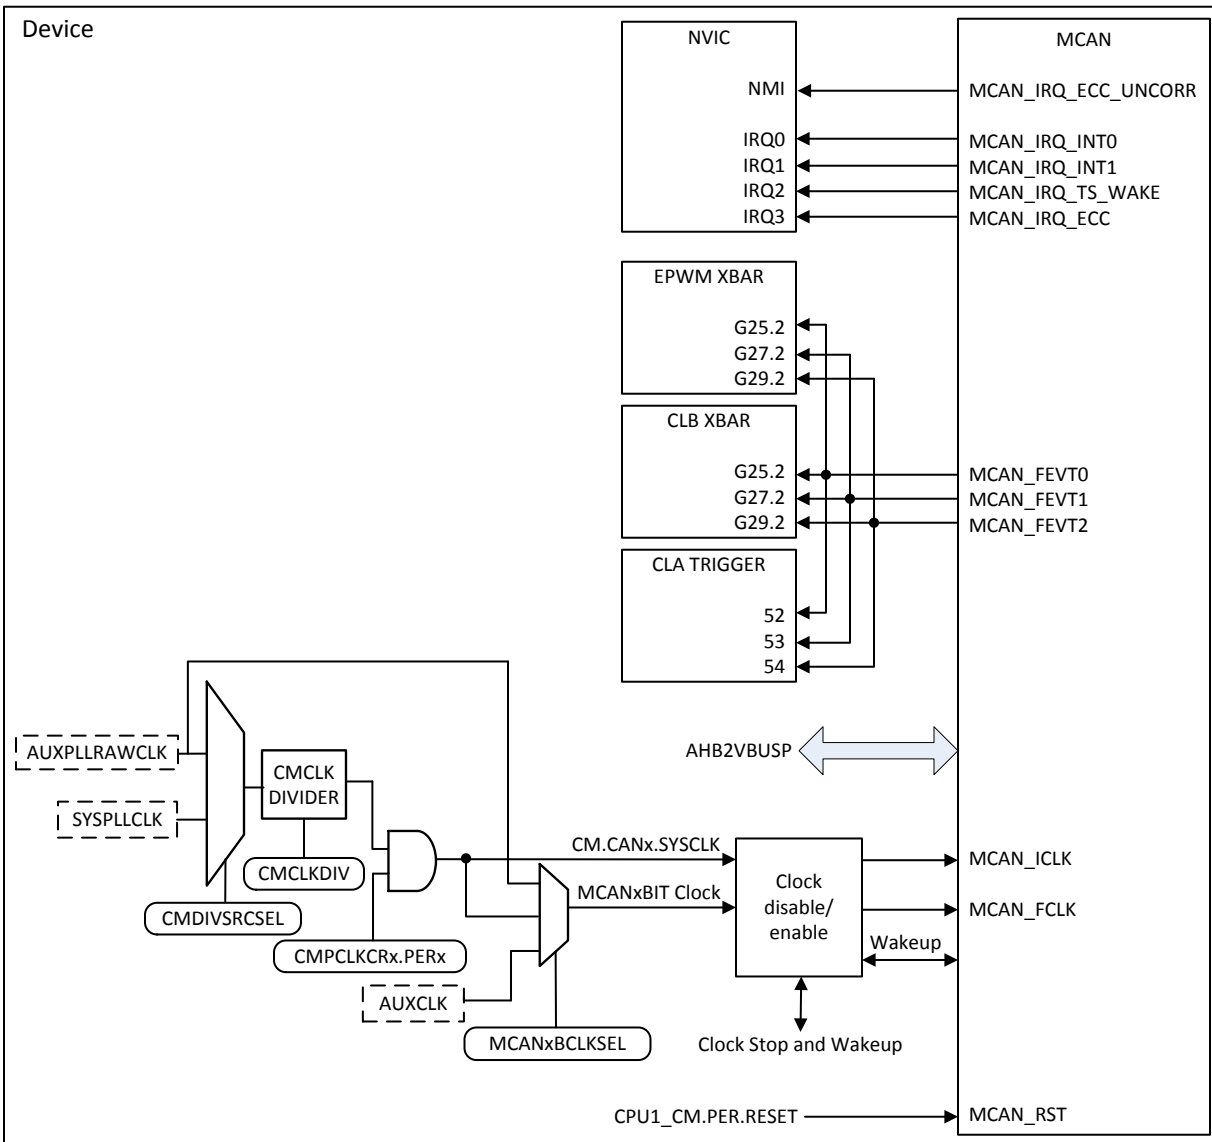 Device
NVIC
NMI
IRQ0
IRQ1
IRQ2
IRQ3
MCAN
MCAN_IRQ_ECC_UNCORR
MCAN_IRQ_INT0
MCAN_IRQ_INT1
MCAN_IRQ_TS_WAKE
MCAN_IRQ_ECC
EPWM XBAR
G25.2
G27.2
G29.2
CLB XBAR
G25.2
G27.2
G29.2
MCAN_FEVT0
MCAN_FEVT1
MCAN_FEVT2
CLA TRIGGER
52
53
54
AUXPLLRAWCLK
SYSPLLCLK
CMCLK
DIVIDER
CMCLKDIV
CMDIVSRCSEL
CMPCLKCRx.PERx
AUXCLK
MCANxBCLKSEL
AHB2VBUSP
CM.CANx.SYSCLK
MCANxBIT Clock
Clock
disable/
enable
MCAN_ICLK
MCAN_FCLK
Wakeup
Clock Stop and Wakeup
CPU1_CM.PER.RESET
MCAN_RST